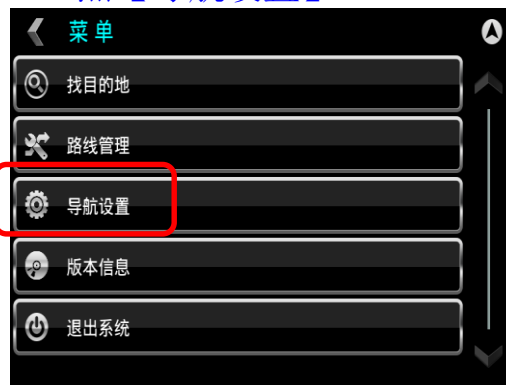 菜单
找目的地
路线管理
导航设置
版本信息
退出系统